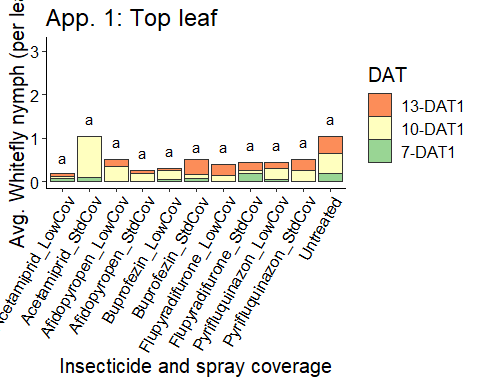 App. 1: Top leaf
Avg. Whitefly nymph (per
3
2
1
0
a
a
a
a
a
a
a
a
a
a
DAT
13-DAT1
10-DAT1
7-DAT1
Acetamiprid_StdCov
Afidopyropen_LowCov
Afidopyropen_StdCov
Buprofezin_LowCov
Buprofezin_StdCov
Flupyradifurone_LowCov
Flupyradifurone_StdCov
Pyrifluquinazon_LowCov
Pyrifluquinazon_StdCov
Untreated
Insecticide and spray coverage